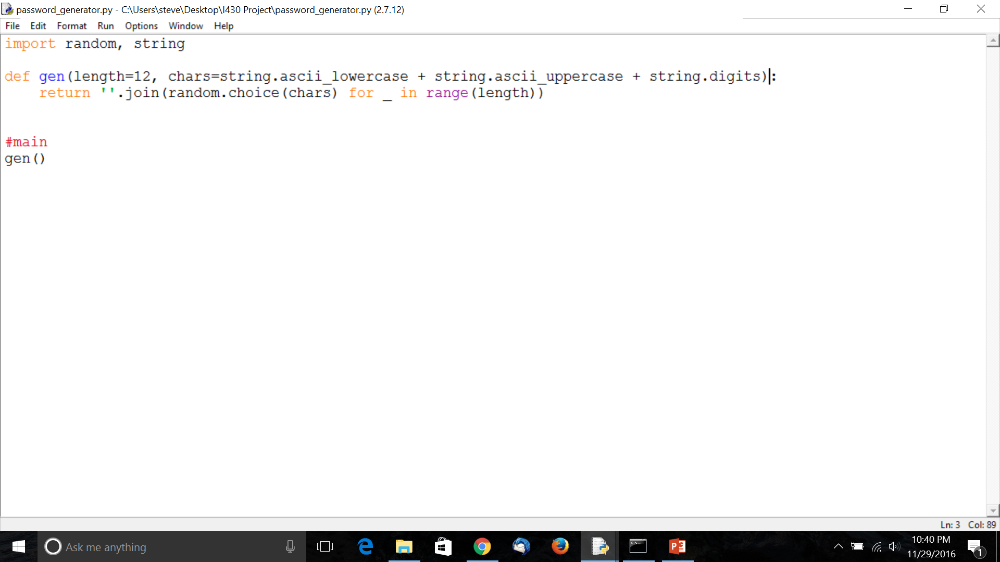 password_generator.py - C:\Users\steve\Desktop\I430 Project\password_generator.py (2.7.12)
File Edit Format Run Options Window Help
import random, string
def gen(length=12, chars=string.ascii_lowercase + string.ascii_uppercase + string.digits):
    return ''.join(random.choice(chars) for _ in range(length))
#main
gen()
Ln: 3 Col: 89
Ask me anything
10:40 PM
11/29/2016
1